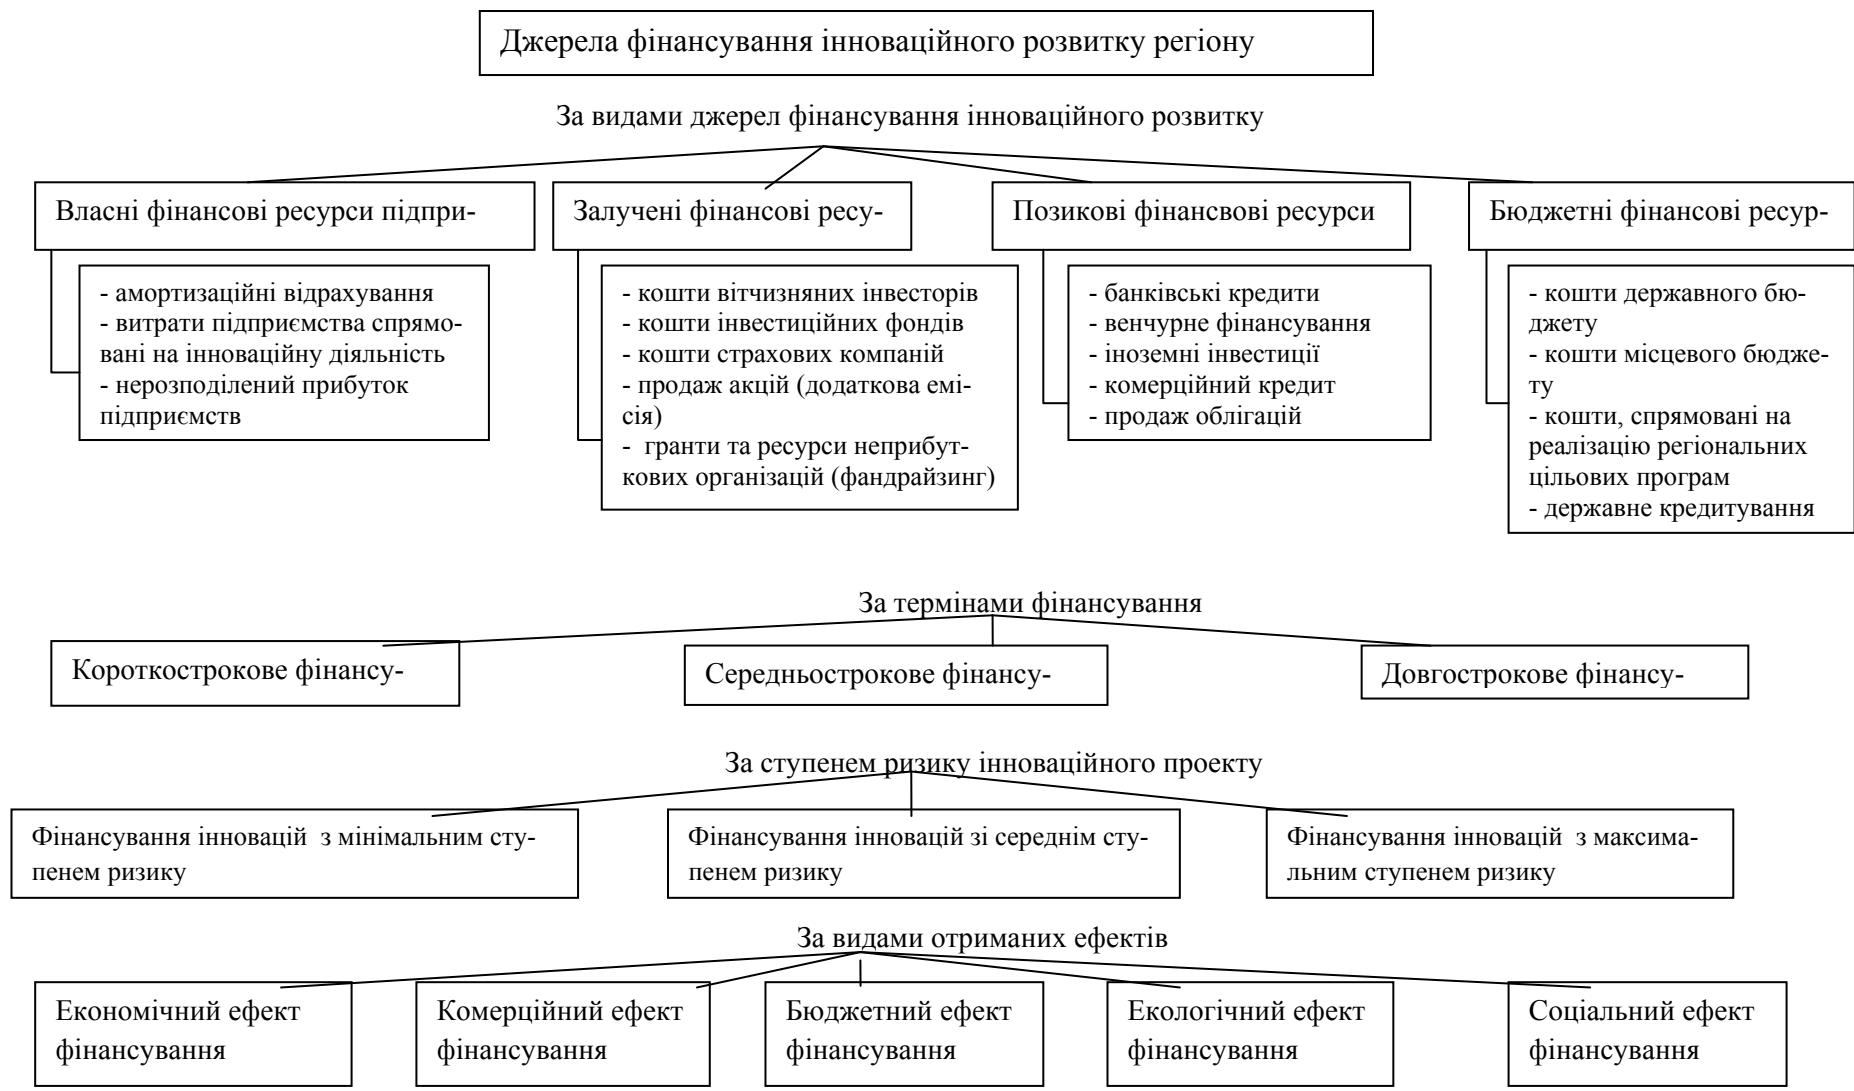 Джерела фінансування інноваційного розвитку регіону
За видами джерел фінансування інноваційного розвитку
Власні фінансові ресурси підпри-
- амортизаційні відрахування
- витрати підприємства спрямо-
вані на інноваційну діяльність
- нерозподілений прибуток
підприємств
Залучені фінансові ресу-
- кошти вітчизняних інвесторів
- кошти інвестиційних фондів
- кошти страхових компаній
- продаж акцій (додаткова емі-
сія)
- гранти та ресурси неприбут-
кових організацій (фандрайзинг)
Позикові фінансвові ресурси
- банківські кредити
- венчурне фінансування
- іноземні інвестиції
- комерційний кредит
- продаж облігацій
Бюджетні фінансові ресур-
- кошти державного бю-
джету
- кошти місцевого бюдже-
ту
- кошти, спрямовані на
реалізацію регіональних
цільових програм
- державне кредитування
За термінами фінансування
Короткострокове фінансу-
Середньострокове фінансу-
Довгострокове фінансу-
За ступенем ризику інноваційного проекту
Фінансування інновацій з мінімальним сту-
пенем ризику
Фінансування інновацій зі середнім сту-
пенем ризику
Фінансування інновацій з максима-
льним ступенем ризику
За видами отриманих ефектів
Економічний ефект
фінансування
Комерційний ефект
фінансування
Бюджетний ефект
фінансування
Екологічний ефект
фінансування
Соціальний ефект
фінансування